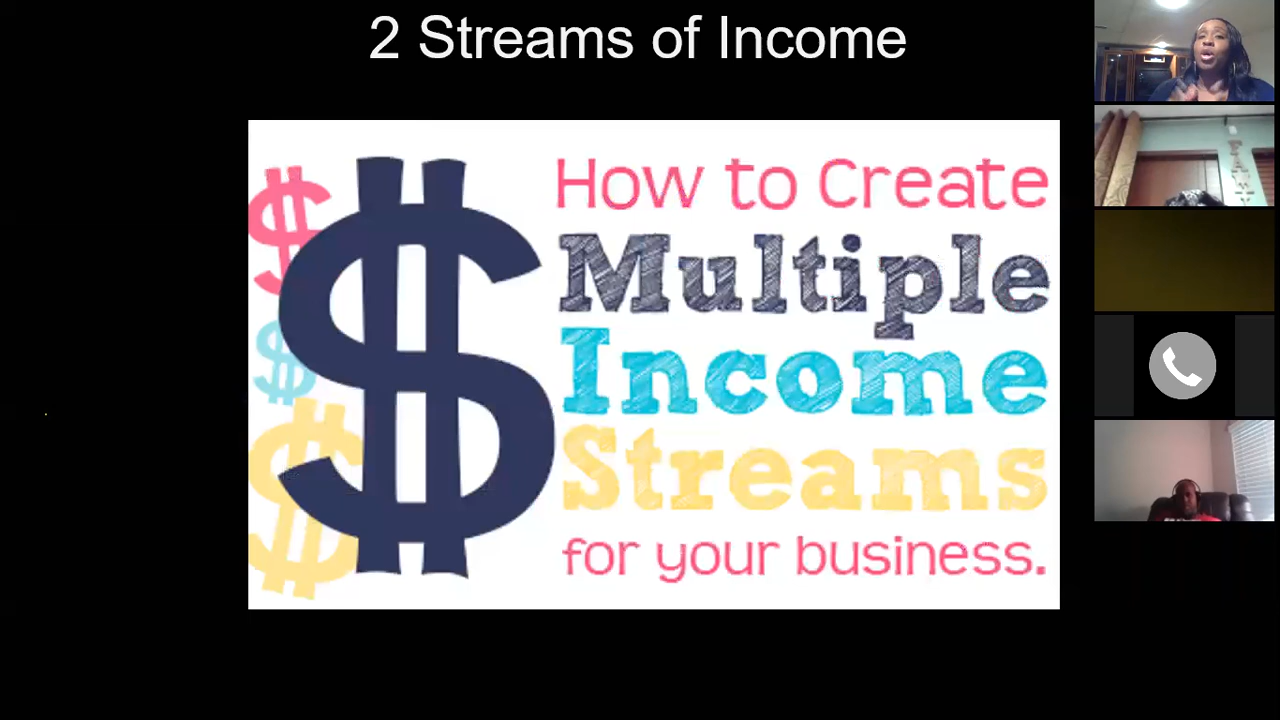 2 Streams of Income
How to Create
Multiple
Income
Streams
for your business.